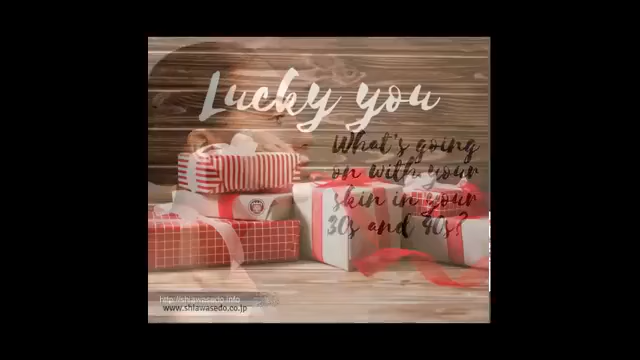 Lucky you
What's going
on with your
skin in your
30s and 40s?
http://shiawasedo.info
www.shiawasedo.co.jp